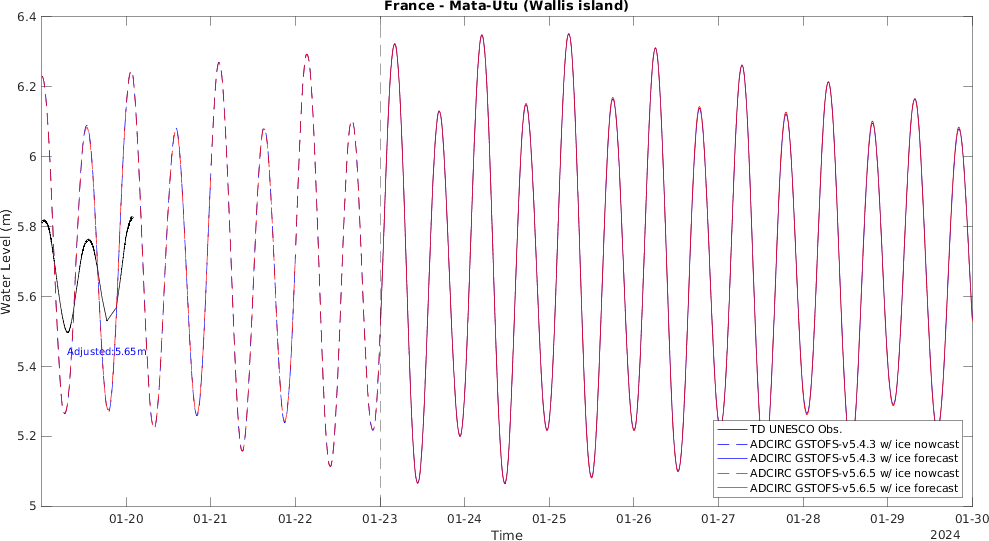 France - Mata-Utu (Wallis island)
6.4
6.2
6
5.8
5.6
5.4
5.2
5
Water Level (m)
Adjusted:5.65m
TD UNESCO Obs.
ADCIRC GSTOFS-v5.4.3 w/ ice nowcast
ADCIRC GSTOFS-v5.4.3 w/ ice forecast
ADCIRC GSTOFS-v5.6.5 w/ ice nowcast
ADCIRC GSTOFS-v5.6.5 w/ ice forecast
01-20 01-21 01-22 01-23 01-24 01-25 01-26 01-27 01-28 01-29 01-30
Time
2024